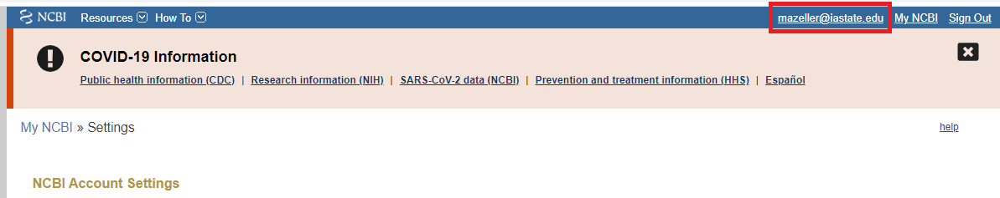 NCBI Resources How To mazeller@iastate.edu My NCBI Sign Out
COVID-19 Information
Public health information (CDC) | Research information (NIH) | SARS-CoV-2 data (NCBI) | Prevention and treatment information (HHS) | Español
My NCBI » Settings help
NCBI Account Settings